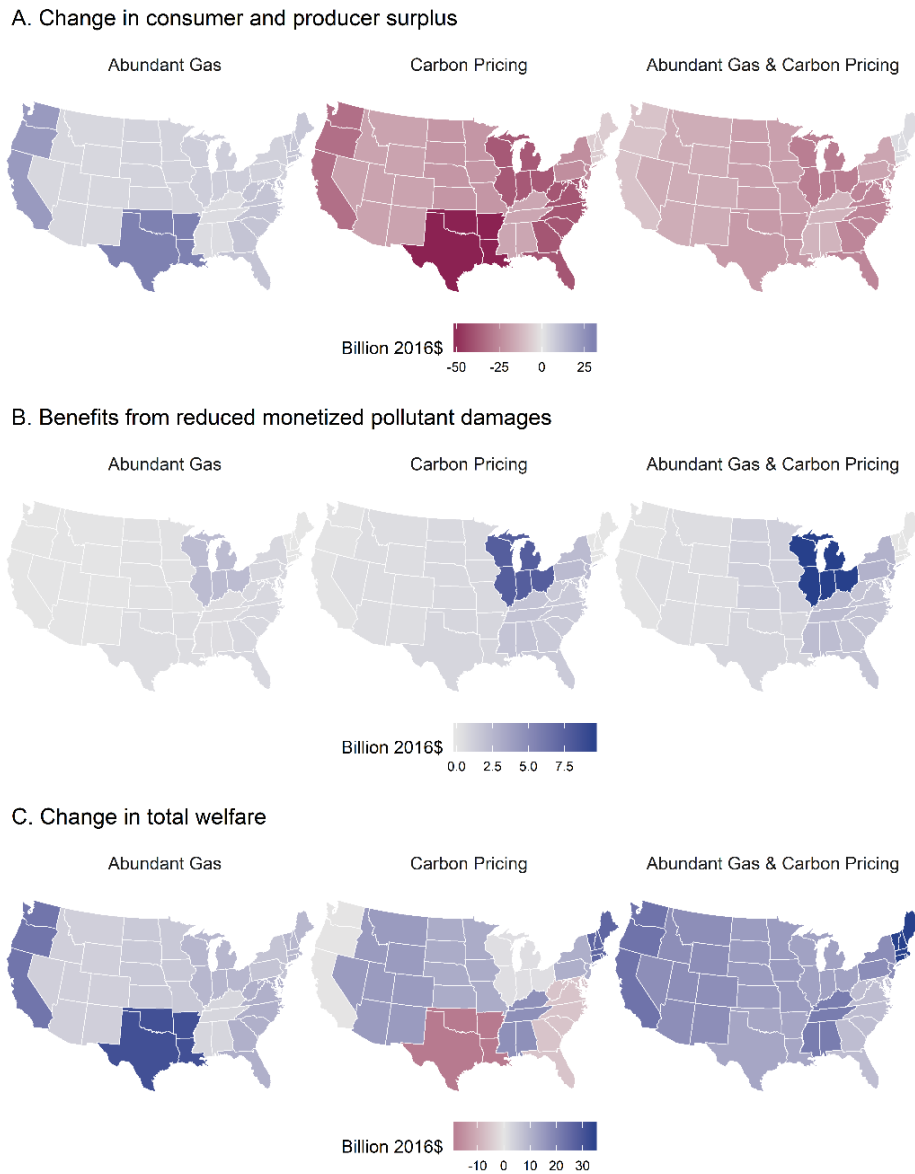 A. Change in consumer and producer surplus
Abundant Gas
Carbon Pricing
Abundant Gas & Carbon Pricing
Billion 2016$
-50 -25 0 25
B. Benefits from reduced monetized pollutant damages
Abundant Gas
Carbon Pricing
Abundant Gas & Carbon Pricing
Billion 2016$
0.0 2.5 5.0 7.5
C. Change in total welfare
Abundant Gas
Carbon Pricing
Abundant Gas & Carbon Pricing
Billion 2016$
-10 0 10 20 30